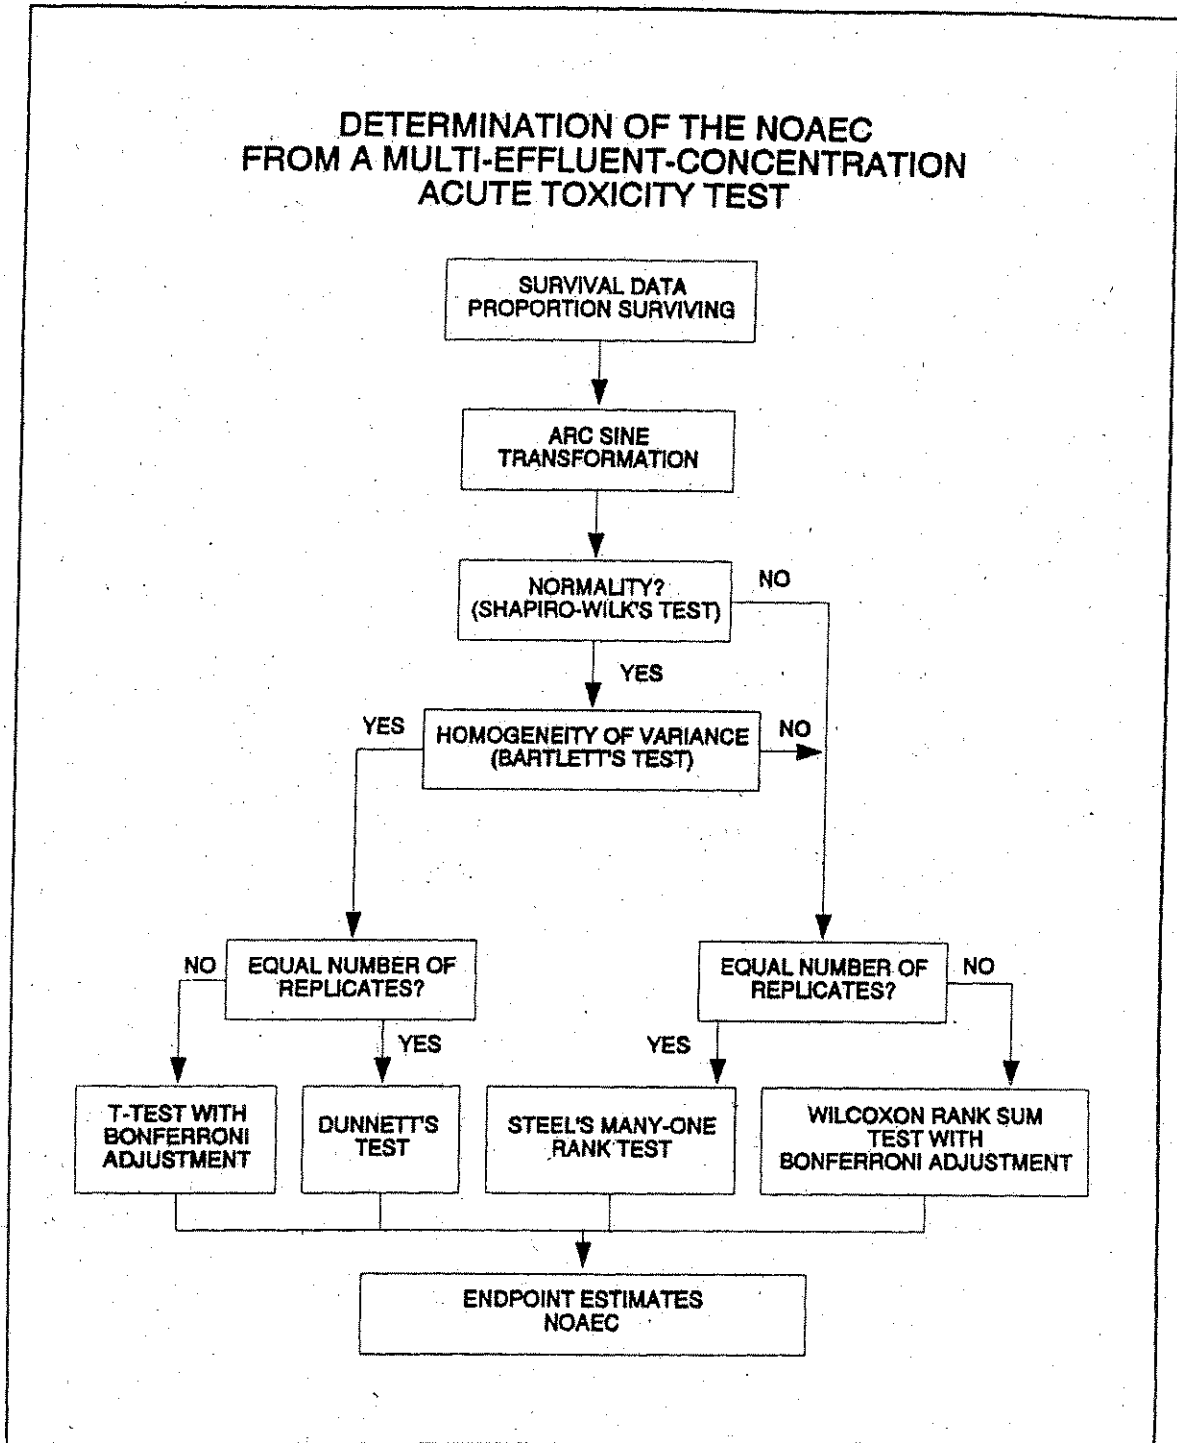 DETERMINATION OF THE NOAEC
FROM A MULTI-EFFLUENT-CONCENTRATION
ACUTE TOXICITY TEST
SURVIVAL DATA
PROPORTION SURVIVING
ARC SINE
TRANSFORMATION
NORMALITY?
(SHAPIRO-WILK'S TEST)
NO
YES
YES
HOMOGENEITY OF VARIANCE
(BARTLETT'S TEST)
NO
NO
EQUAL NUMBER OF
REPLICATES?
EQUAL NUMBER OF
REPLICATES?
NO
YES
YES
T-TEST WITH
BONFERRONI
ADJUSTMENT
DUNNETT'S
TEST
STEEL'S MANY-ONE
RANK TEST
WILCOXON RANK SUM
TEST WITH
BONFERRONI ADJUSTMENT
ENDPOINT ESTIMATES
NOAEC